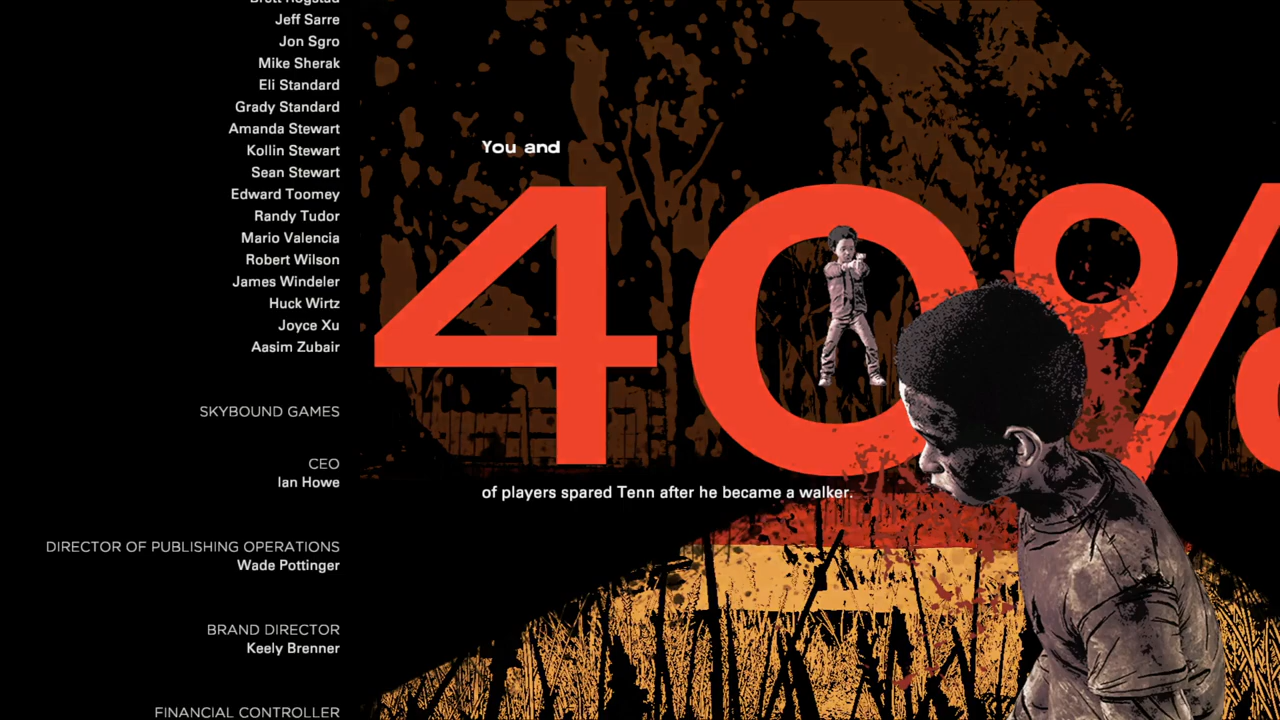 Jeff Sarre
Jon Sgro
Mike Sherak
Eli Standard
Grady Standard
Amanda Stewart
Kollin Stewart
Sean Stewart
Edward Toomey
Randy Tudor
Mario Valencia
Robert Wilson
James Windeler
Huck Wirtz
Joyce Xu
Aasim Zubair
SKYBOUND GAMES
CEO
Ian Howe
DIRECTOR OF PUBLISHING OPERATIONS
Wade Pottinger
BRAND DIRECTOR
Keely Brenner
FINANCIAL CONTROLLER
You and
40%
of players spared Tenn after he became a walker.